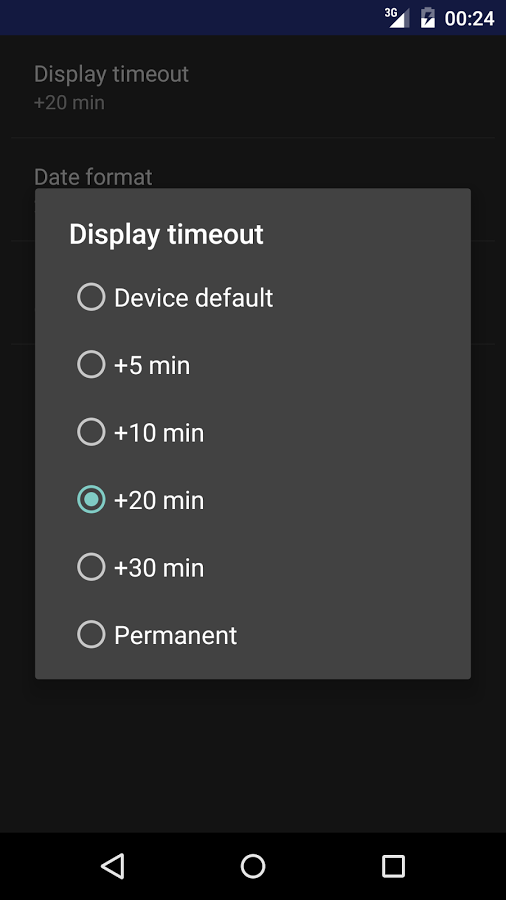 3G 00:24
Display timeout
+20 min
Date format
Display timeout
Device default
+5 min
+10 min
+20 min
+30 min
Permanent